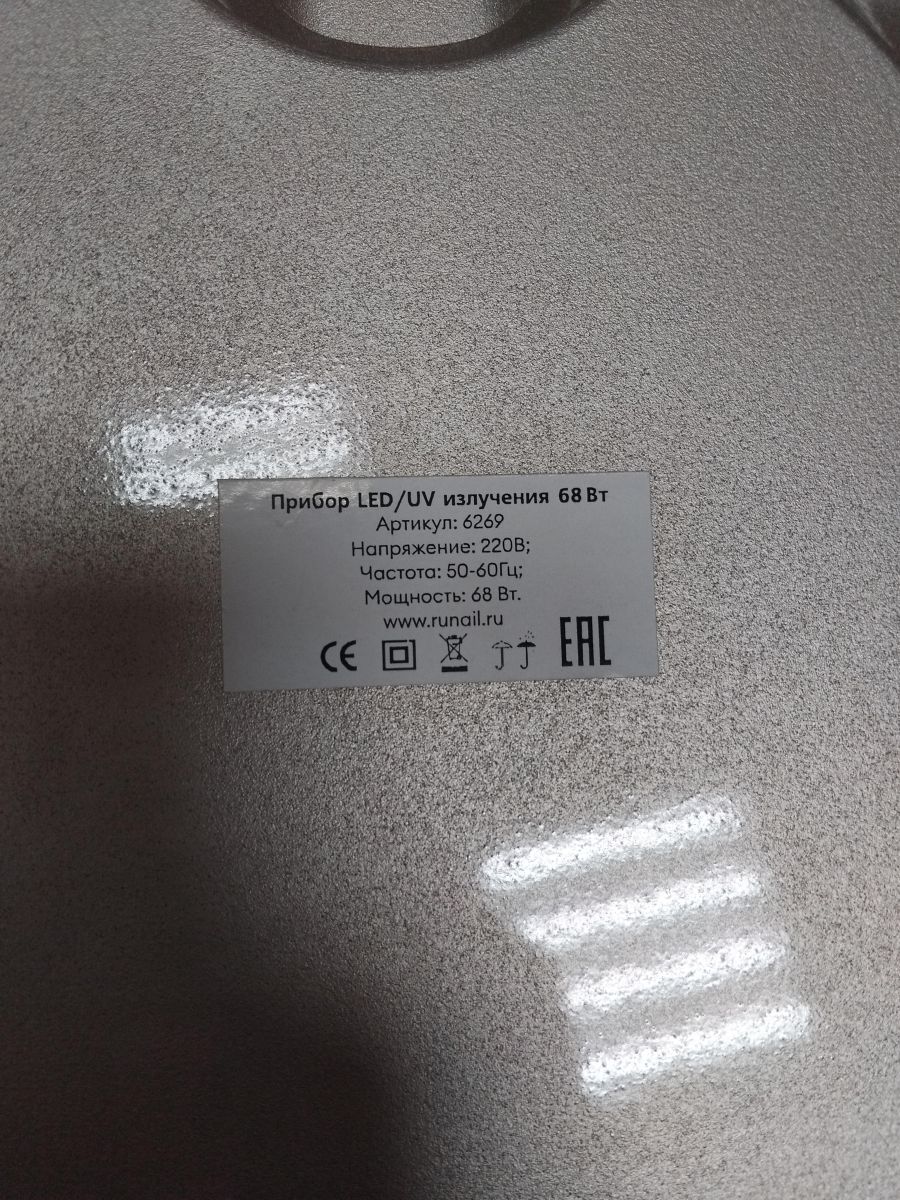 Прибор LED/UV излучения 68 Вт
Артикул: 6269
Напряжение: 220В;
Частота: 50-60Гц;
Мощность: 68 Вт.
www.runail.ru
CE EAC